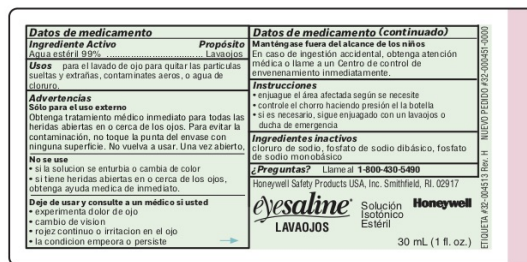 Datos de medicamento
Ingrediente Activo Propósito
Agua estéril 99% ........................ Lavaojos
Usos para el lavado de ojo para quitar las particulas
sueltas y extrañas, contaminates aeros, o agua de
cloruro.
Advertencias
Sólo para el uso externo
Obtenga tratamiento médico inmediato para todas las
heridas abiertas en o cerca de los ojos. Para evitar la
contaminación, no toque la punta del envase con
ninguna superficie. No vuelva a usar. Una vez abierto,
No se use
• si la solucion se enturbia o cambia de color
• si tiene heridas abiertas en o cerca de los ojos,
obtenga ayuda medica de inmediato.
Deje de usar y consulte a un médico si usted
• experimenta dolor de ojo
• cambio de vision
• rojez continuo o irritacion en el ojo
• la condicion empeora o persiste
Datos de medicamento (continuado)
Manténgase fuera del alcance de los niños
En caso de ingestión accidental, obtenga atención
médica o llame a un Centro de control de
envenenamiento inmediatamente.
Instrucciones
• enjuague el área afectada según se necesite
• controle el chorro haciendo presión el la botella
• si es necesario, sigue enjugado con un lavaojos o
ducha de emergencia
Ingredientes inactivos
cloruro de sodio, fosfato de sodio dibásico, fosfato
de sodio monobásico
¿Preguntas? Llame al 1-800-430-5490
Honeywell Safety Products USA, Inc. Smithfield, RI. 02917
eyesaline®
LAVAOJOS
Solución
Isotónico
Estéril
Honeywell
30 mL (1 fl. oz.)
ETIQUETA #32-004513 Rev. H NUEVO PEDIDO #32-000451-0000